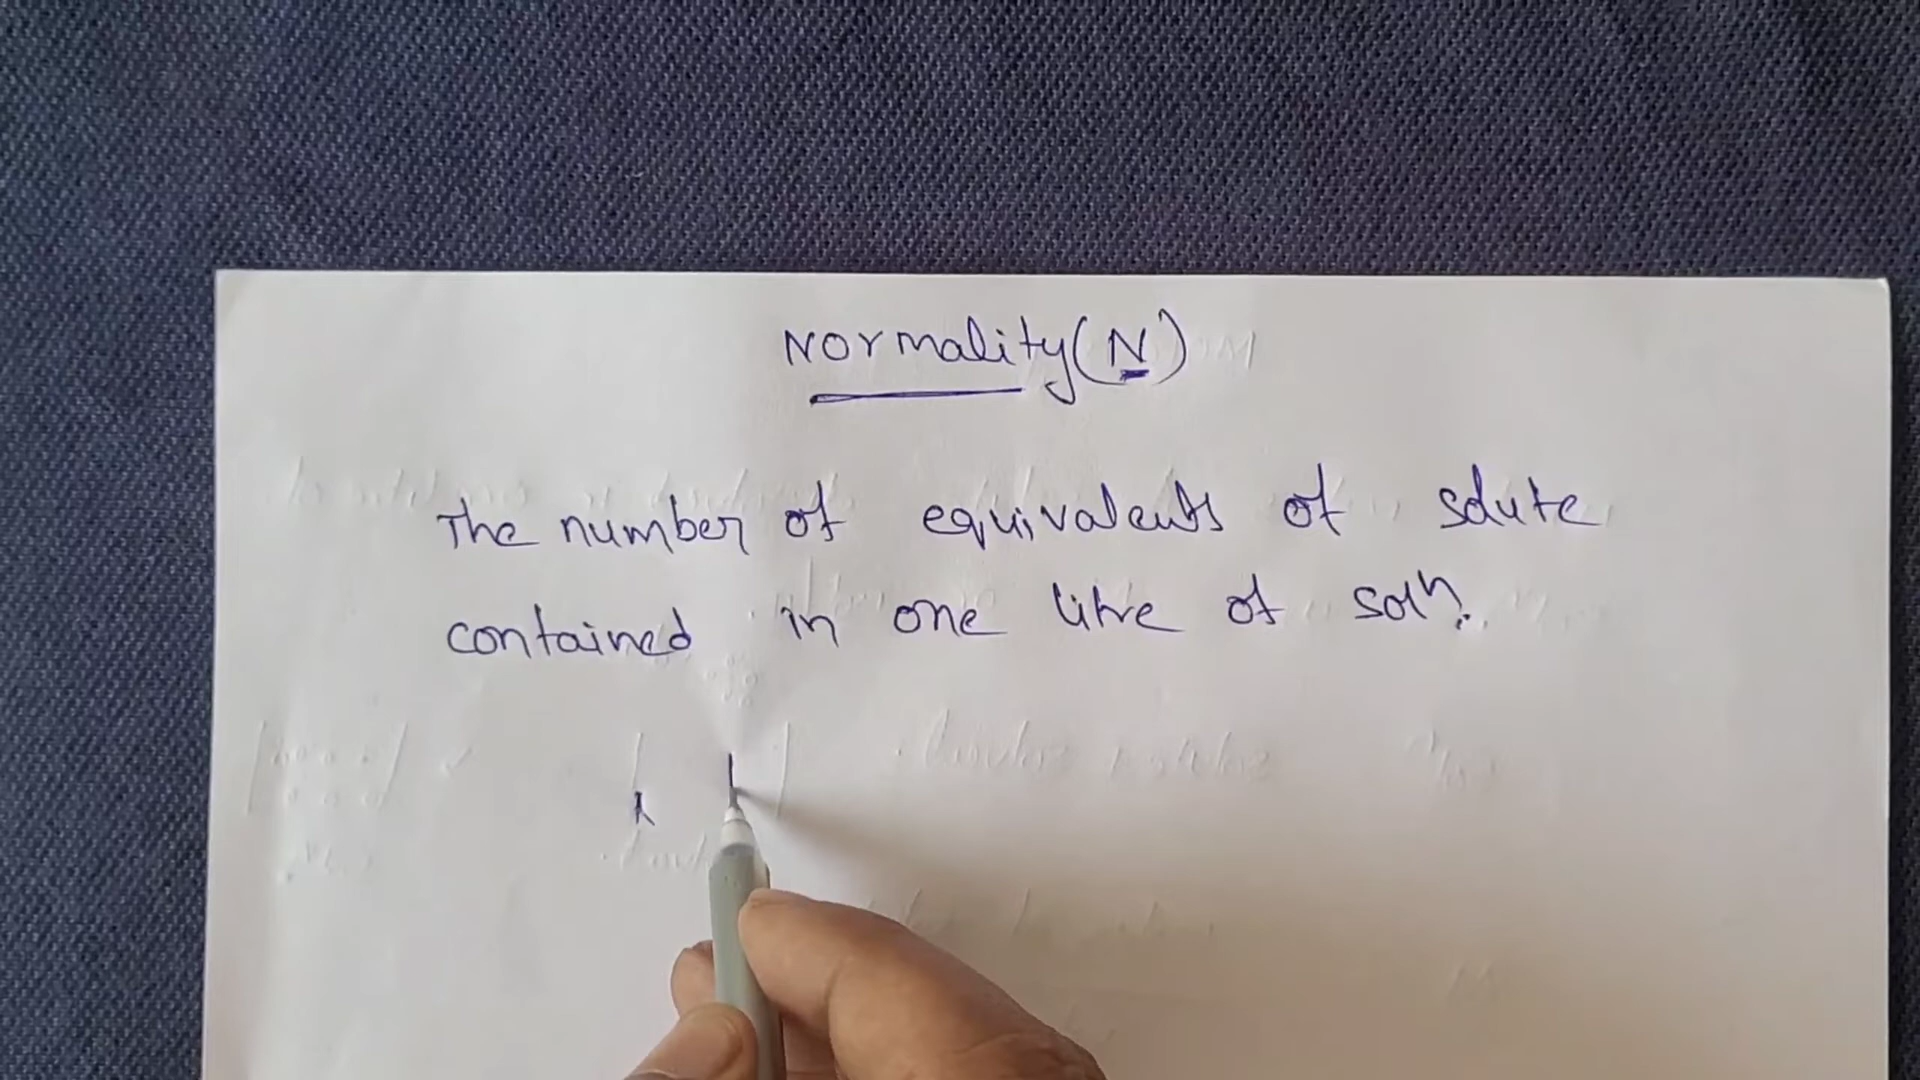 Normality (N)
The number of equivalents of solute
contained in one litre of soln.